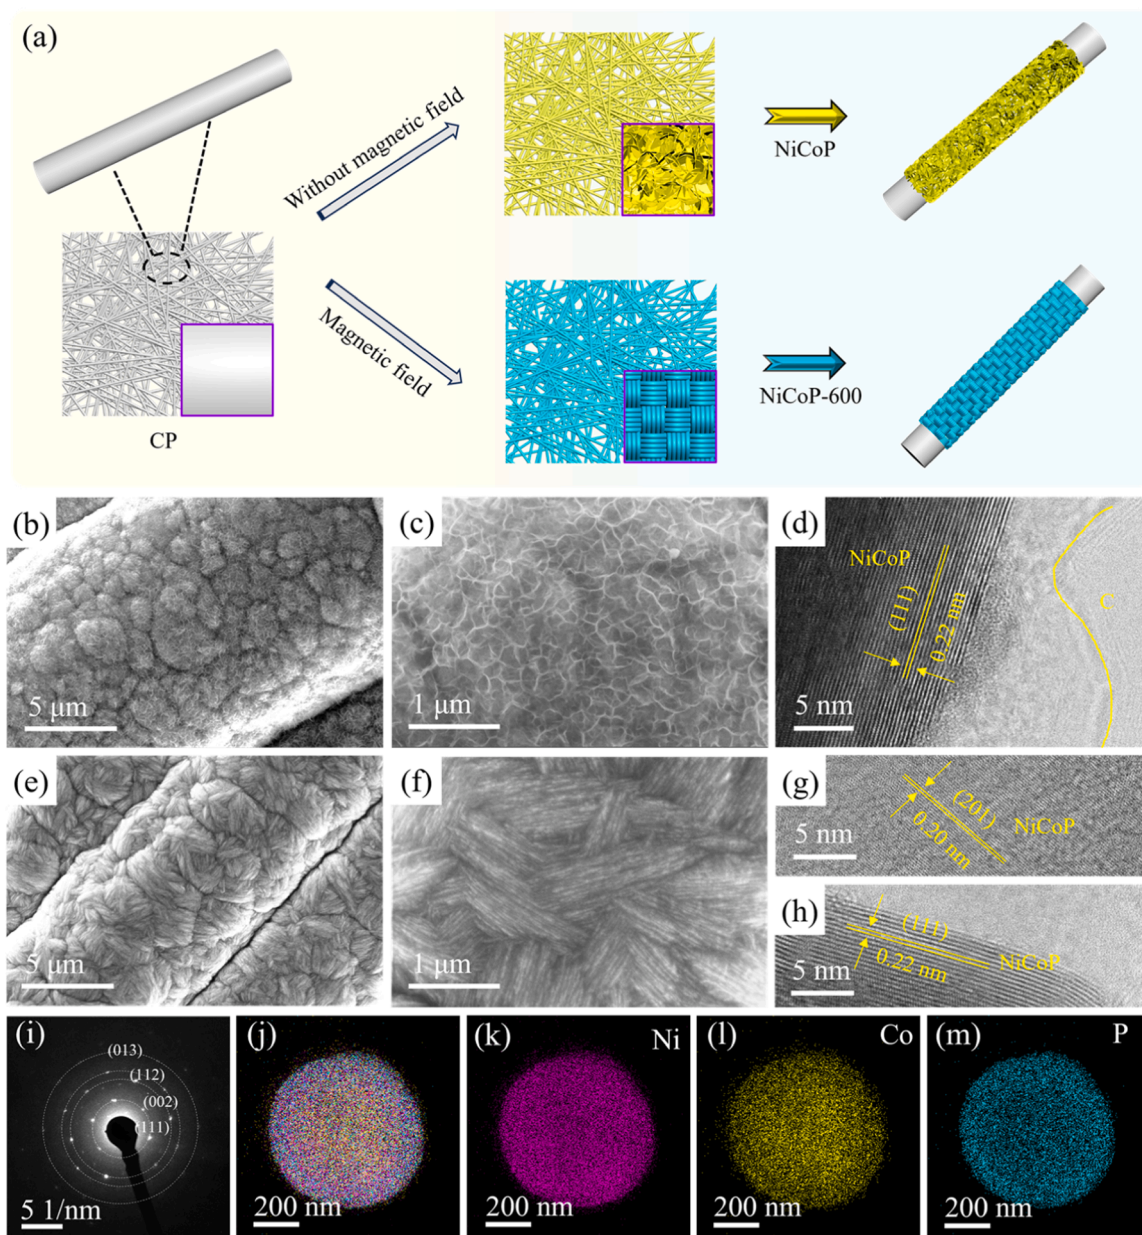 (a)
Without magnetic field
NiCoP
Magnetic field
NiCoP-600
CP
(b)
5 μm
(c)
1 μm
(d)
NiCoP
(111)
0.22 nm
C
5 nm
(e)
5 μm
(f)
1 μm
(g)
(201)
0.20 nm
NiCoP
5 nm
(h)
(111)
0.22 nm
NiCoP
5 nm
(i)
(013)
(112)
(002)
(111)
5 1/nm
(j)
200 nm
(k)
Ni
200 nm
(l)
Co
200 nm
(m)
P
200 nm